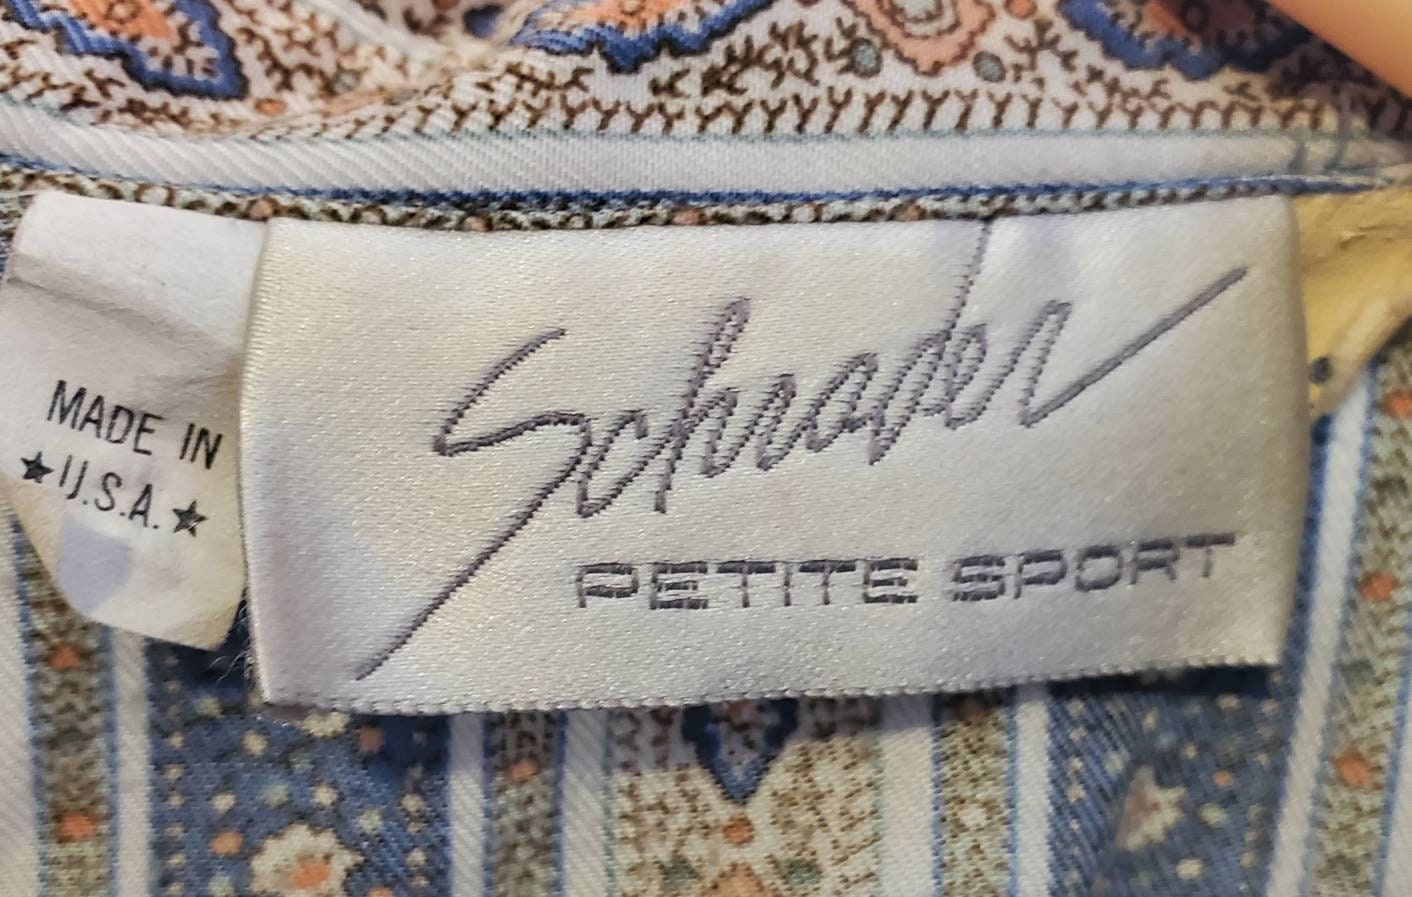 MADE IN
★U.S.A.★
Schrader
PETITE SPORT